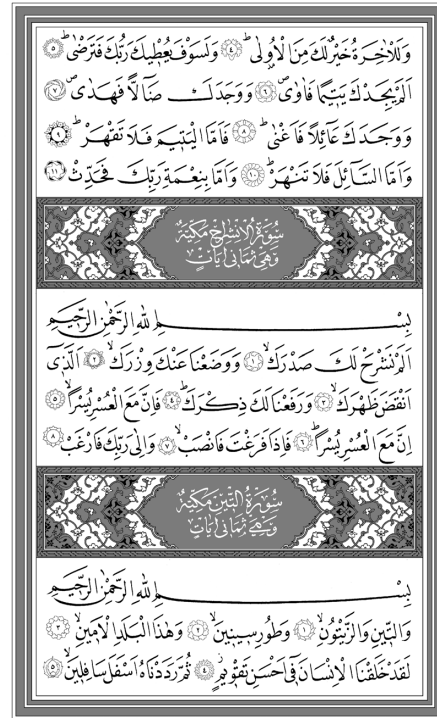 وَلَلْاٰخِرَةُ خَيْرٌ لَكَ مِنَ الْاُو۫لٰىۜ ﴿٤﴾ وَلَسَوْفَ يُعْط۪يكَ رَبُّكَ فَتَرْضٰىۜ ﴿٥﴾
اَلَمْ يَجِدْكَ يَت۪يمًا فَاٰوٰىۖ ﴿٦﴾ وَوَجَدَكَ ضَٓالًّا فَهَدٰىۖ ﴿٧﴾
وَوَجَدَكَ عَٓائِلًا فَاَغْنٰىۜ ﴿٨﴾ فَاَمَّا الْيَت۪يمَ فَلَا تَقْهَرْۜ ﴿٩﴾
وَاَمَّا السَّٓائِلَ فَلَا تَنْهَرْۜ ﴿١٠﴾ وَاَمَّا بِنِعْمَةِ رَبِّكَ فَحَدِّثْ ﴿١١﴾
سُورَةُ الْاِنْشِرَاحِ مَكِّيَّةٌ
وَهِيَ ثَمَانِي اٰيَاتٍ
بِسْمِ اللّٰهِ الرَّحْمٰنِ الرَّح۪يمِ
اَلَمْ نَشْرَحْ لَكَ صَدْرَكَۙ ﴿١﴾ وَوَضَعْنَا عَنْكَ وِزْرَكَۙ ﴿٢﴾ اَلَّذ۪ٓي
اَنْقَضَ ظَهْرَكَۙ ﴿٣﴾ وَرَفَعْنَا لَكَ ذِكْرَكَۜ ﴿٤﴾ فَاِنَّ مَعَ الْعُسْرِ يُسْرًاۙ ﴿٥﴾
اِنَّ مَعَ الْعُسْرِ يُسْرًاۜ ﴿٦﴾ فَاِذَا فَرَغْتَ فَانْصَبْۙ ﴿٧﴾ وَاِلٰى رَبِّكَ فَارْغَبْ ﴿٨﴾
سُورَةُ التّ۪ينِ مَكِّيَّةٌ
وَهِيَ ثَمَانِي اٰيَاتٍ
بِسْمِ اللّٰهِ الرَّحْمٰنِ الرَّح۪يمِ
وَالتّ۪ينِ وَالزَّيْتُونِۙ ﴿١﴾ وَطُورِ س۪ين۪ينَۙ ﴿٢﴾ وَهٰذَا الْبَلَدِ الْاَم۪ينِۙ ﴿٣﴾
لَقَدْ خَلَقْنَا الْاِنْسَانَ ف۪ٓي اَحْسَنِ تَقْو۪يمٍۘ ﴿٤﴾ ثُمَّ رَدَدْنَاهُ اَسْفَلَ سَافِل۪ينَۙ ﴿٥﴾